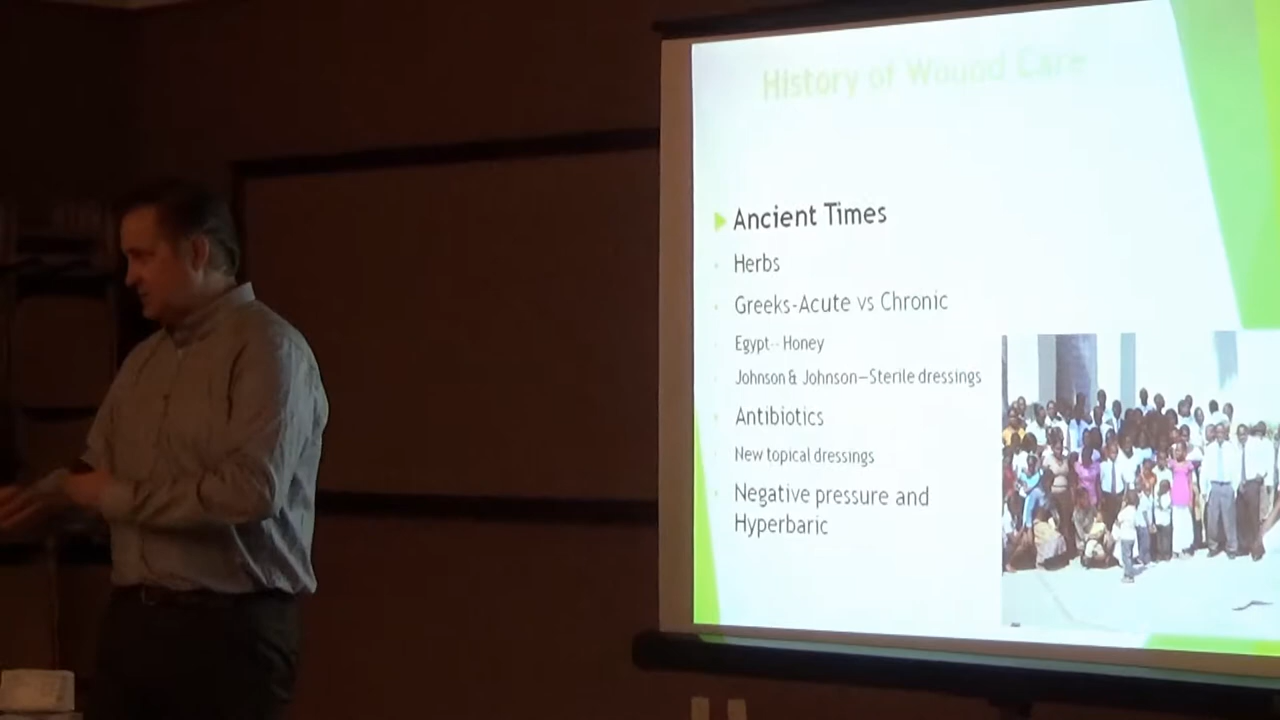 History of Wound Care
Ancient Times
Herbs
Greeks-Acute vs Chronic
Egypt-- Honey
Johnson & Johnson—Sterile dressings
Antibiotics
New topical dressings
Negative pressure and
Hyperbaric